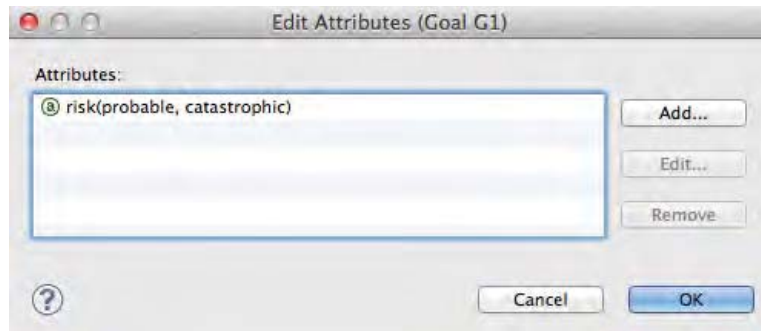 Edit Attributes (Goal G1)
Attributes:
ⓐ risk(probable, catastrophic)
Add...
Edit...
Remove
?
Cancel
OK